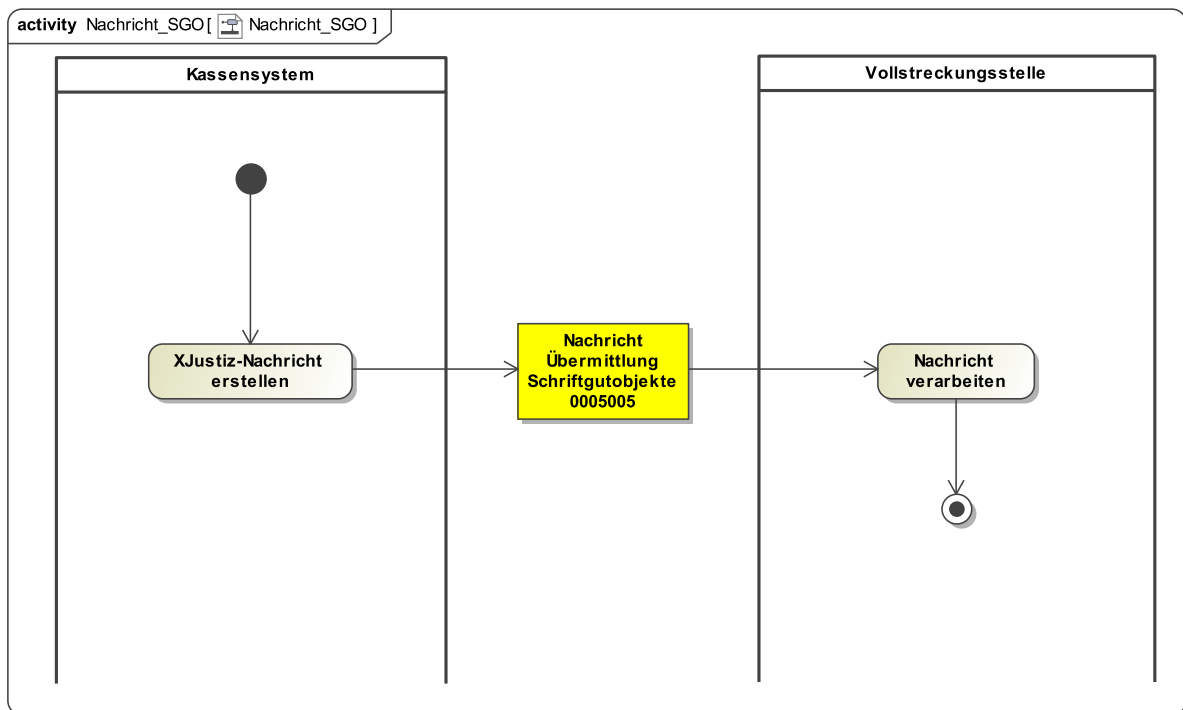 activity Nachricht_SGO [ Nachricht_SGO ]
Kassensystem
Vollstreckungsstelle
XJustiz-Nachricht
erstellen
Nachricht
Übermittlung
Schriftgutobjekte
0005005
Nachricht
verarbeiten